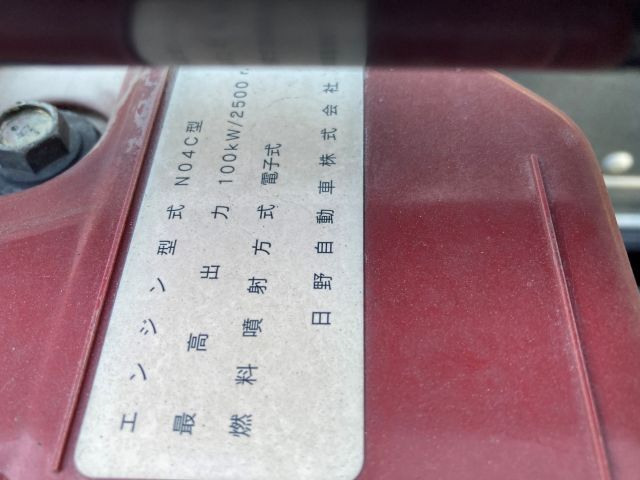 エンジン型式 N04C型
最高出力 100kW/2500 r
燃料噴射方式 電子式
日野自動車株式会社